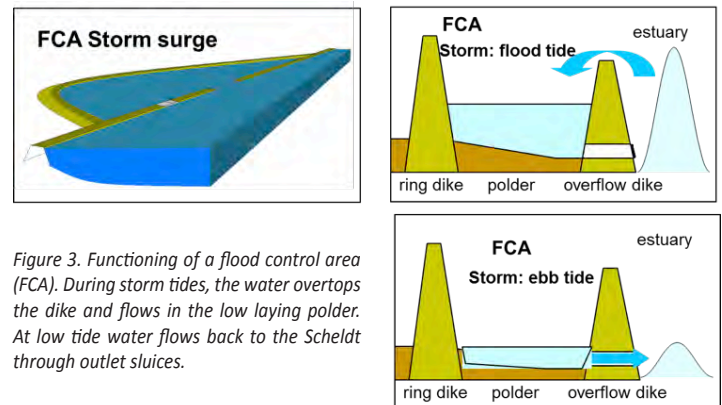 FCA Storm surge
FCA
Storm: flood tide
estuary
ring dike polder overflow dike
Figure 3. Functioning of a flood control area
(FCA). During storm tides, the water overtops
the dike and flows in the low laying polder.
At low tide water flows back to the Scheldt
through outlet sluices.
FCA
Storm: ebb tide
estuary
ring dike polder overflow dike